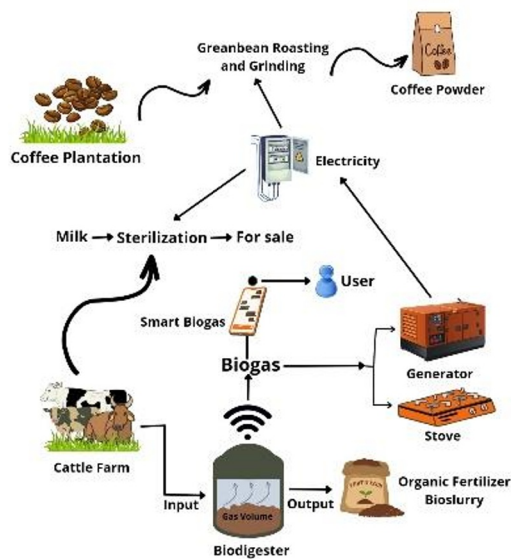 Greanbean Roasting
and Grinding
Coffee
Coffee Powder
Coffee Plantation
Electricity
Milk
Sterilization
For sale
User
Smart Biogas
Biogas
Generator
Stove
Cattle Farm
Input
Gas Volume
Output
Organic Fertilizer
Bioslurry
Biodigester